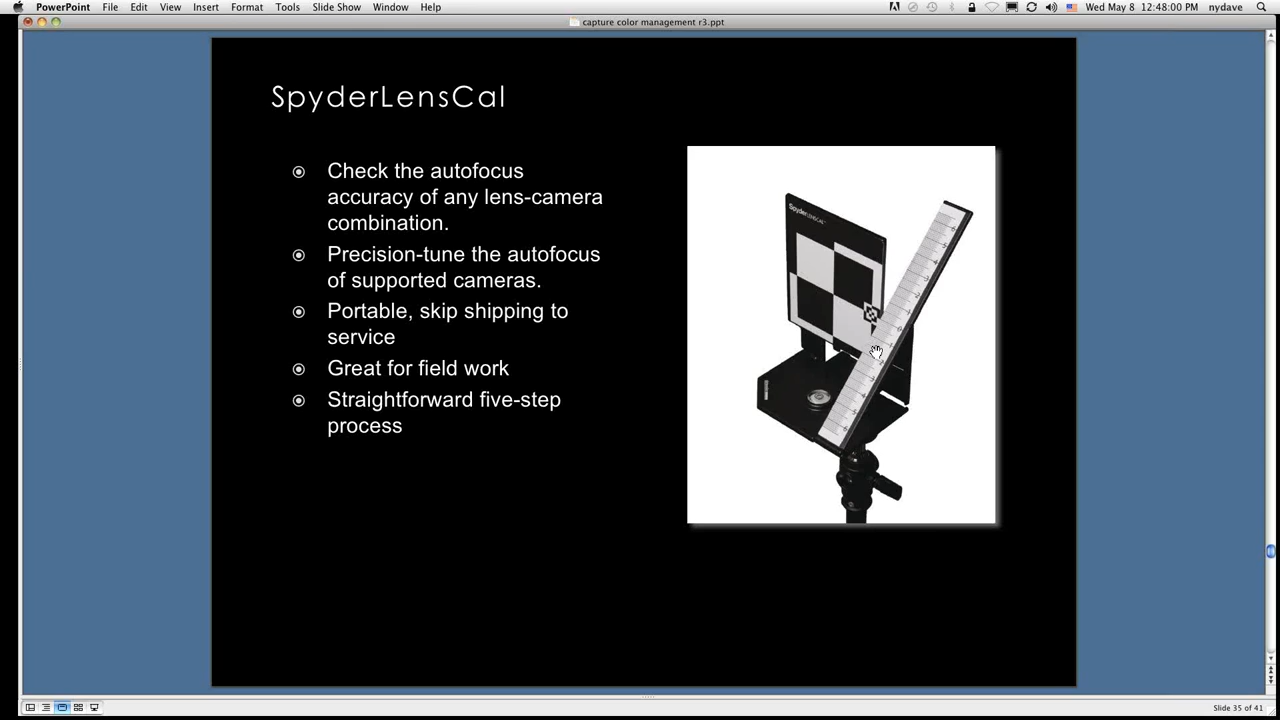 PowerPoint File Edit View Insert Format Tools Slide Show Window Help Wed May 8 12:48:00 PM nydave
capture color management r3.ppt
SpyderLensCal
Check the autofocus
accuracy of any lens-camera
combination.
Precision-tune the autofocus
of supported cameras.
Portable, skip shipping to
service
Great for field work
Straightforward five-step
process
SpyderLENSCAL
Slide 35 of 41